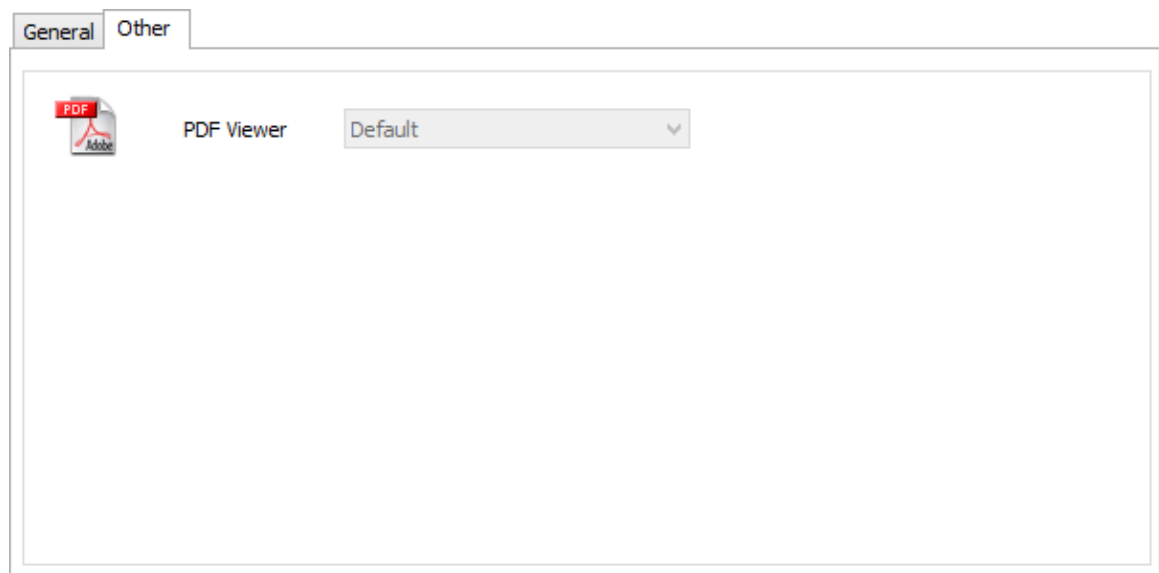 General
Other
PDF
Adobe
PDF Viewer
Default